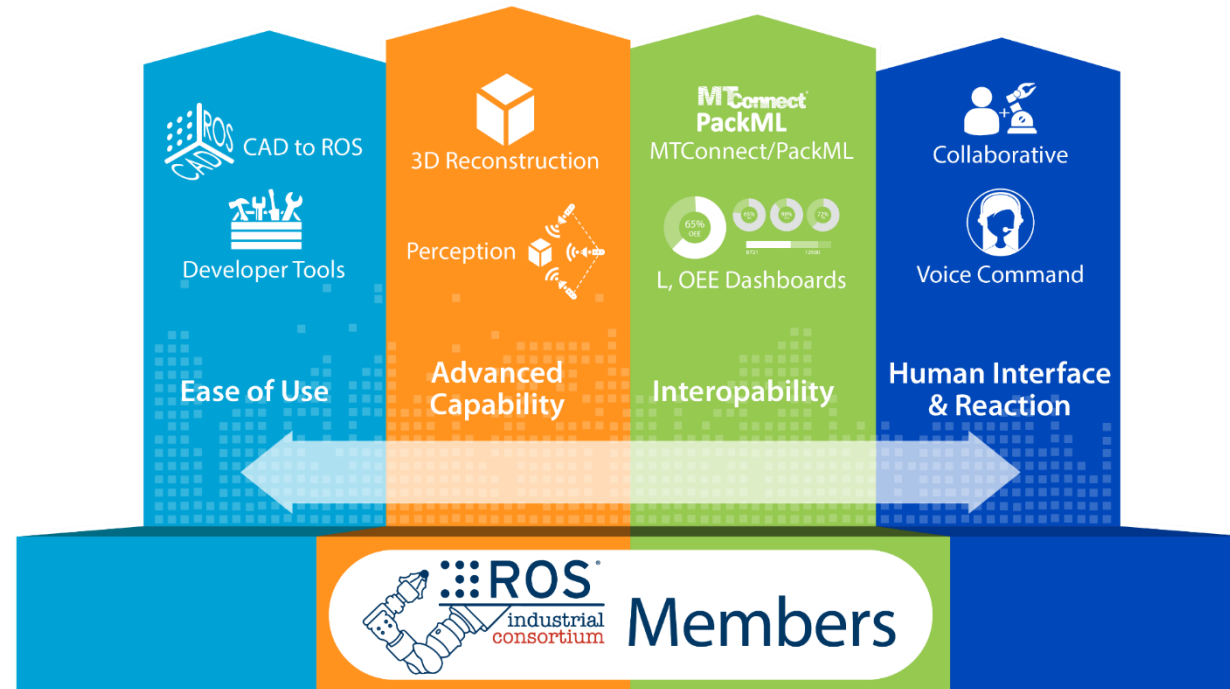 ROS
CAD
CAD to ROS
Developer Tools
Ease of Use
3D Reconstruction
Perception
Advanced
Capability
MTConnect®
PackML
MTConnect/PackML
65%
OEE
72%
L, OEE Dashboards
Interopability
Collaborative
Voice Command
Human Interface
& Reaction
ROS®
industrial
consortium
Members